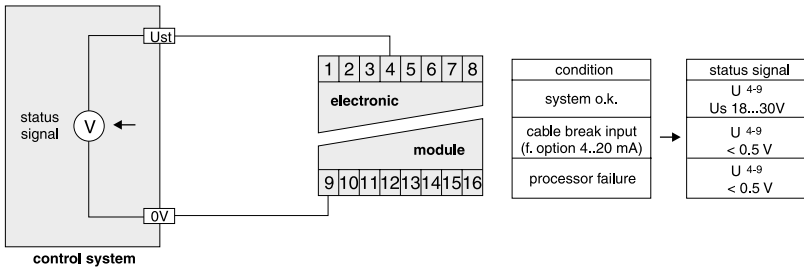 Ust
status
signal
V
0V
control system
1 2 3 4 5 6 7 8
electronic
module
9 10 11 12 13 14 15 16
condition
system o.k.
cable break input
(f. option 4..20 mA)
processor failure
status signal
U 4-9
Us 18...30V
U 4-9
< 0.5 V
U 4-9
< 0.5 V